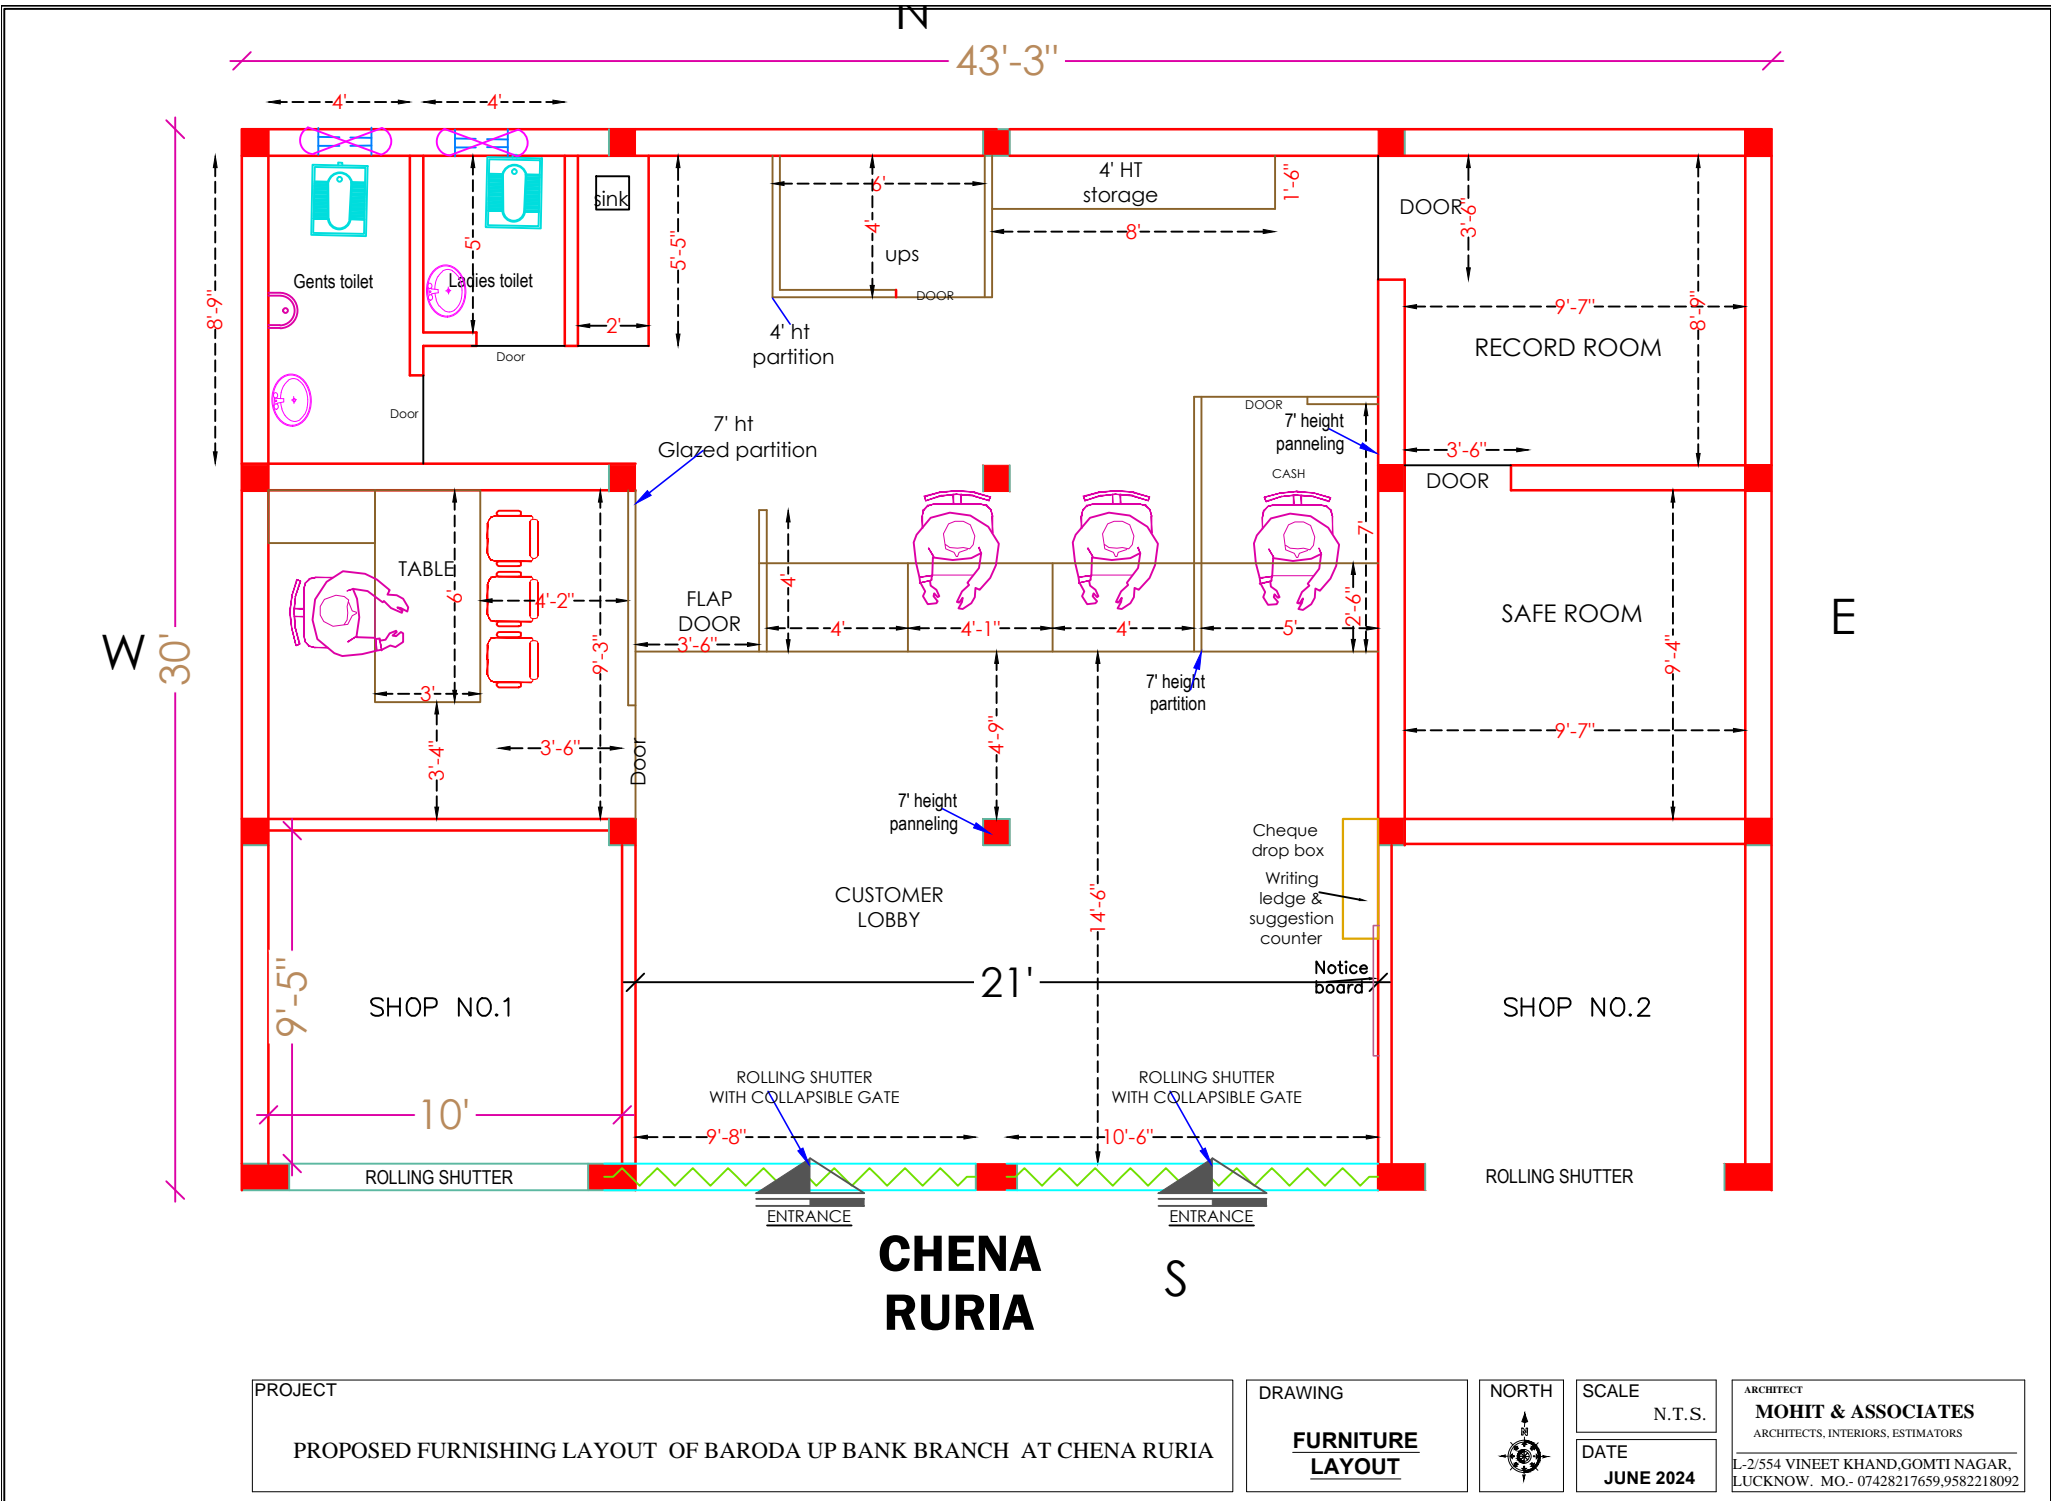 N
43'-3"
4'
4'
4' HT
storage
1'-6"
sink
6'
4'
ups
DOOR
8'
DOOR
3'-6"
5'
5'-5"
Gents toilet
Ladies toilet
8'-9"
2'
Door
Door
4' ht
partition
9'-7"
8'-9"
RECORD ROOM
7' ht
Glazed partition
DOOR
7' height
panneling
3'-6"
CASH
DOOR
7'
TABLE
6'
4'-2"
9'-3"
FLAP
DOOR
3'-6"
4'
4'
4'-1"
4'
5'
2'-6"
SAFE ROOM
E
W
30'
9'-4"
3'
3'-4"
3'-6"
Door
7' height
partition
4'-9"
9'-7"
7' height
panneling
Cheque
drop box
Writing
ledge &
suggestion
counter
CUSTOMER
LOBBY
14'-6"
Notice
board
21'
9'-5"
SHOP NO.1
SHOP NO.2
10'
ROLLING SHUTTER
WITH COLLAPSIBLE GATE
ROLLING SHUTTER
WITH COLLAPSIBLE GATE
9'-8"
10'-6"
ROLLING SHUTTER
ROLLING SHUTTER
ENTRANCE
ENTRANCE
CHENA
RURIA
S
PROJECT
PROPOSED FURNISHING LAYOUT OF BARODA UP BANK BRANCH AT CHENA RURIA
DRAWING
FURNITURE
LAYOUT
NORTH
N
SCALE
N.T.S.
DATE
JUNE 2024
ARCHITECT
MOHIT & ASSOCIATES
ARCHITECTS, INTERIORS, ESTIMATORS
L-2/554 VINEET KHAND,GOMTI NAGAR,
LUCKNOW. MO.- 07428217659,9582218092